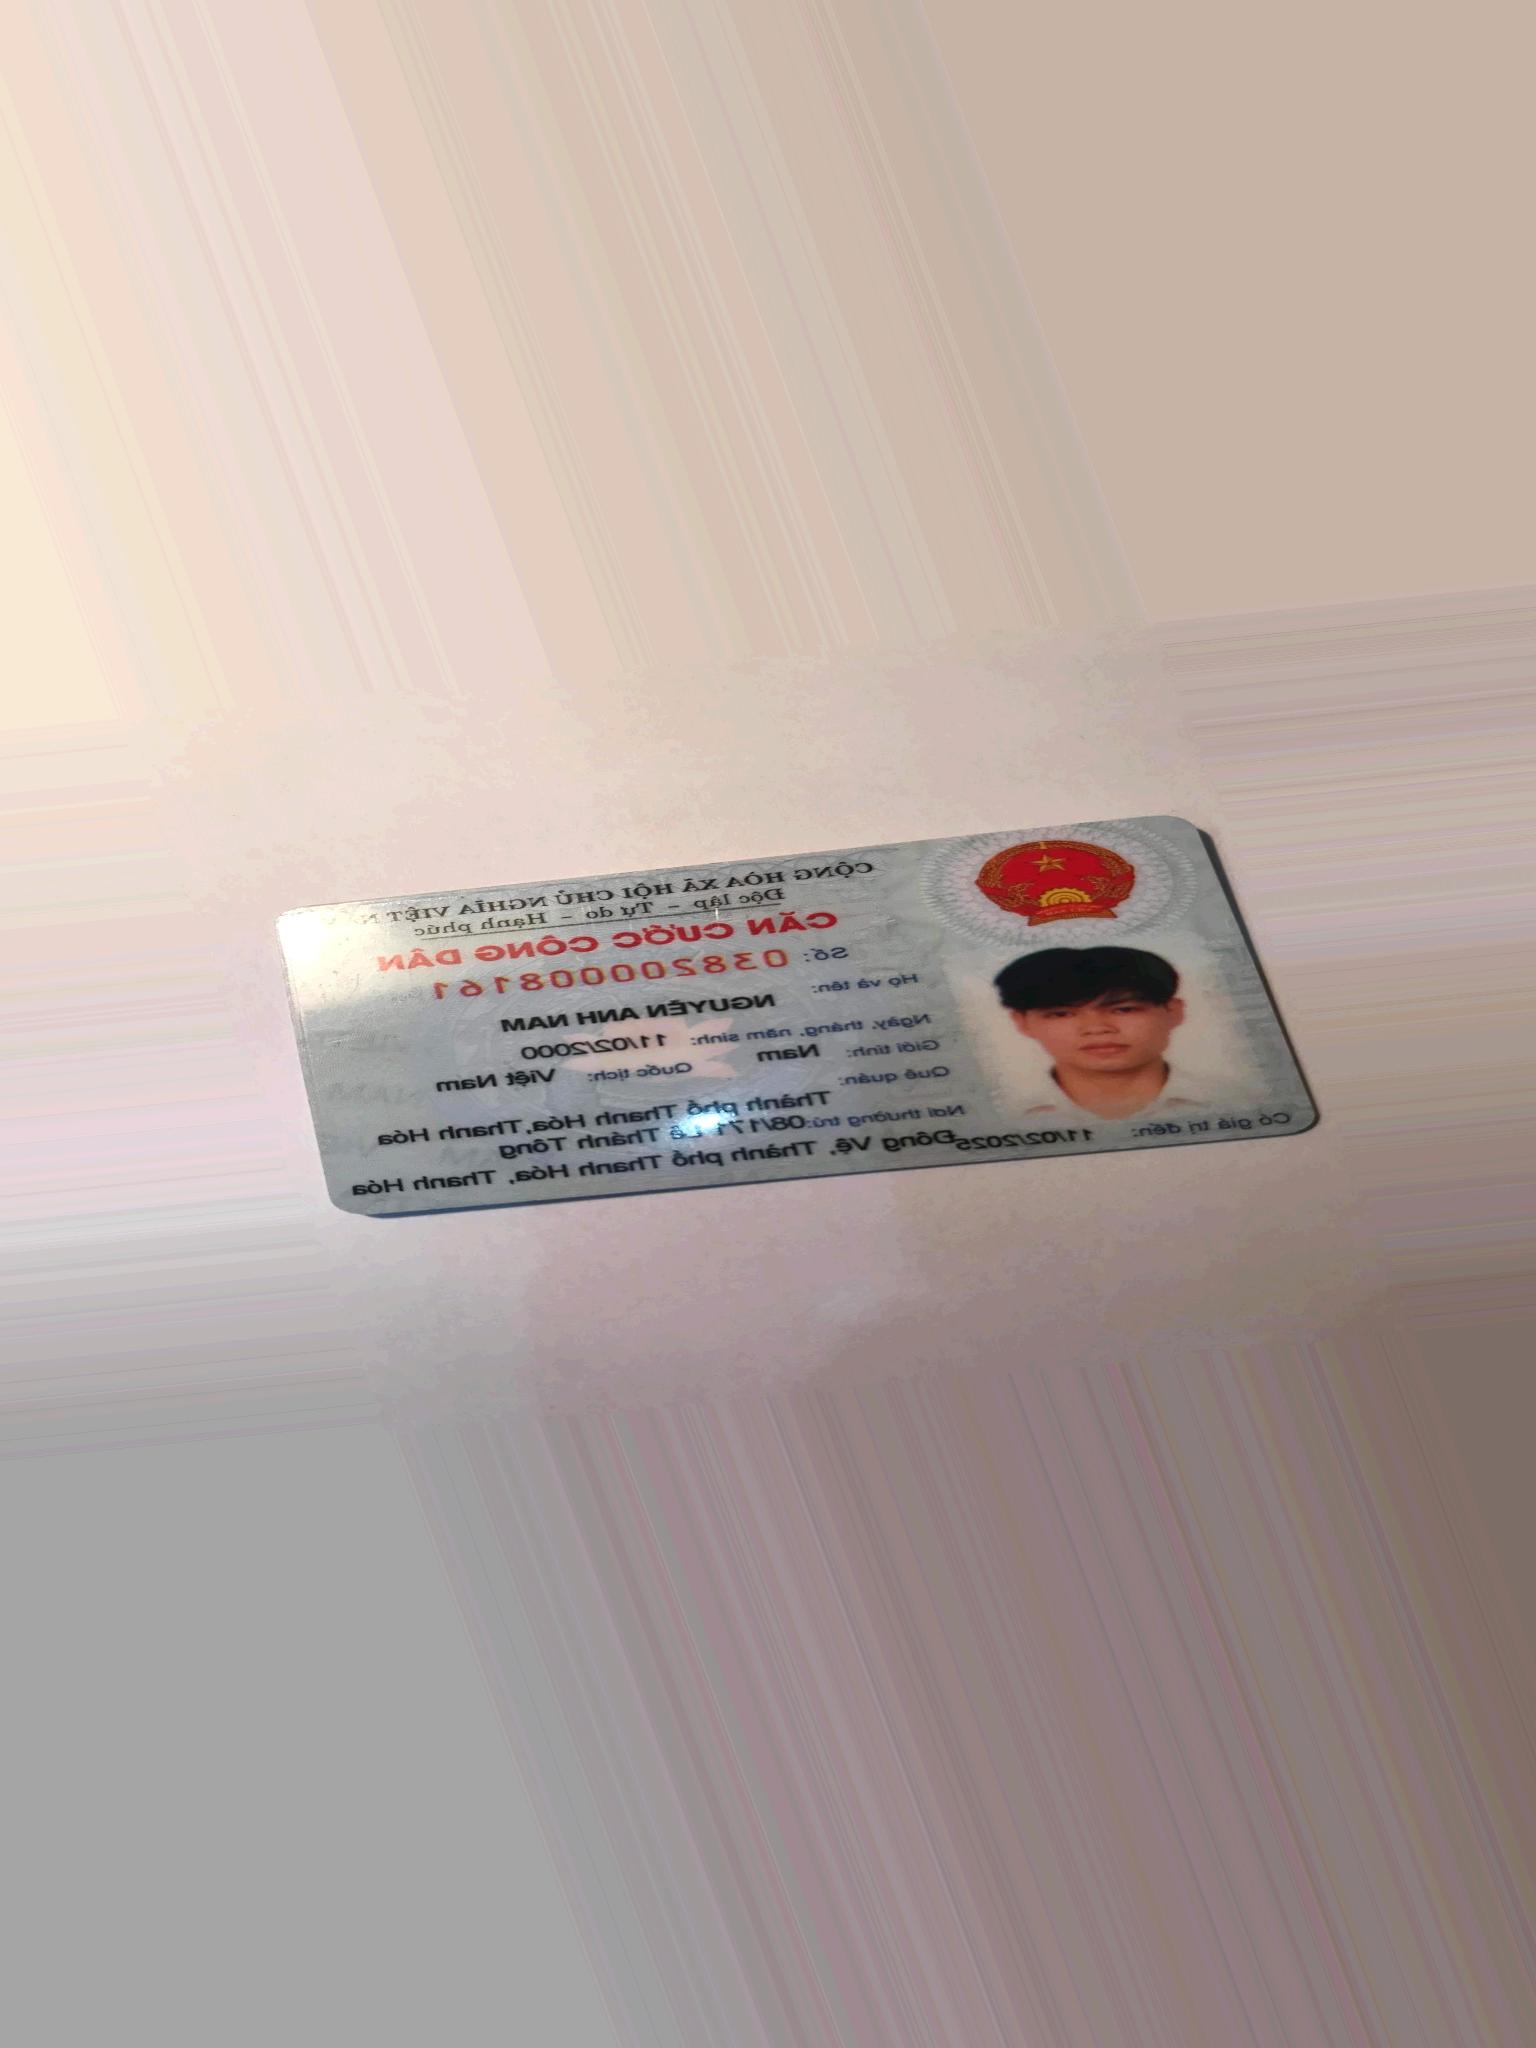 CỘNG HÒA XÃ HỘI CHỦ NGHĨA VIỆT
Độc lập - Tự do - Hạnh phúc
CĂN CƯỚC CÔNG DÂN
Số: 038200008161
Họ và tên:
NGUYỄN ANH NAM
Ngày, tháng, năm sinh: 11/02/2000
Giới tính: Nam Quốc tịch: Việt Nam
Quê quán:
Thành phố Thanh Hóa, Thanh Hóa
Nơi thường trú: 08/171 Lê Thánh Tông
Đông Vệ, Thành phố Thanh Hóa, Thanh Hóa
Có giá trị đến: 11/02/2025